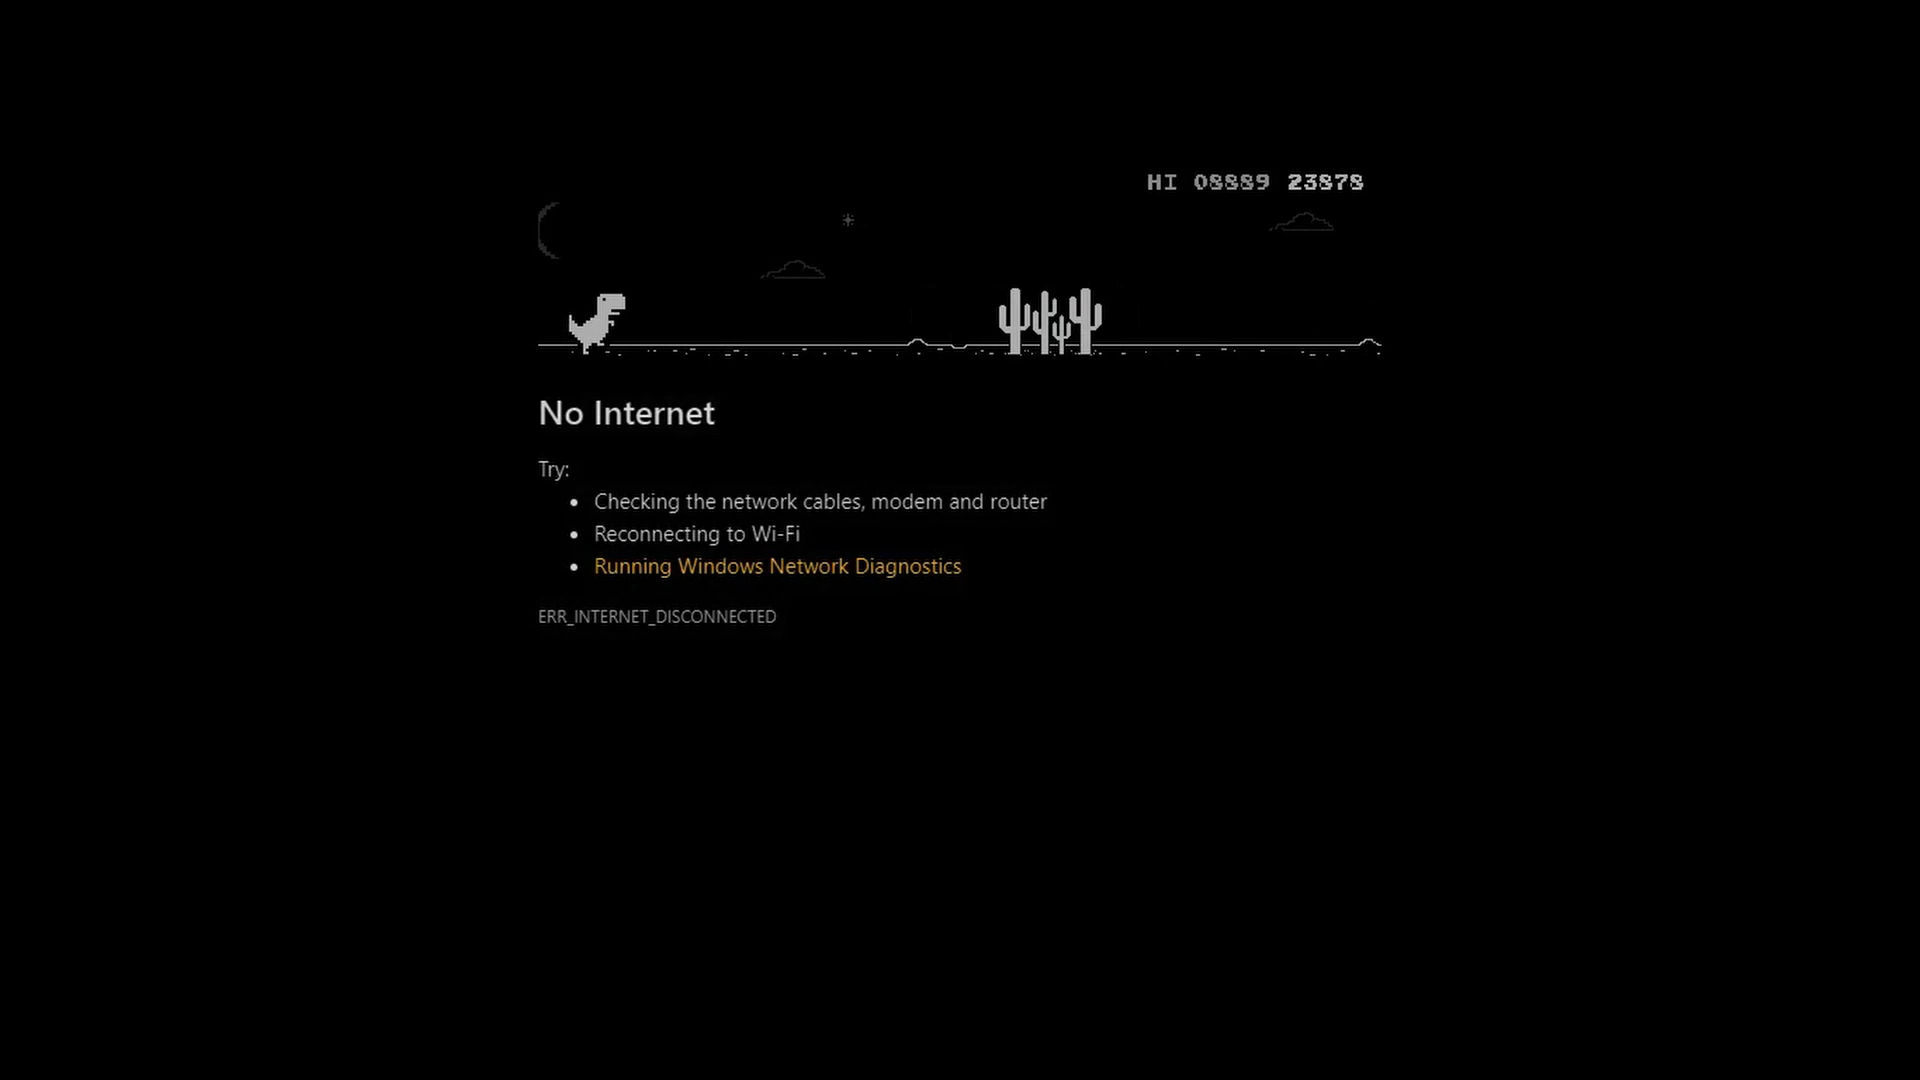 HI 08889 23878
No Internet
Try:
Checking the network cables, modem and router
Reconnecting to Wi-Fi
Running Windows Network Diagnostics
ERR_INTERNET_DISCONNECTED